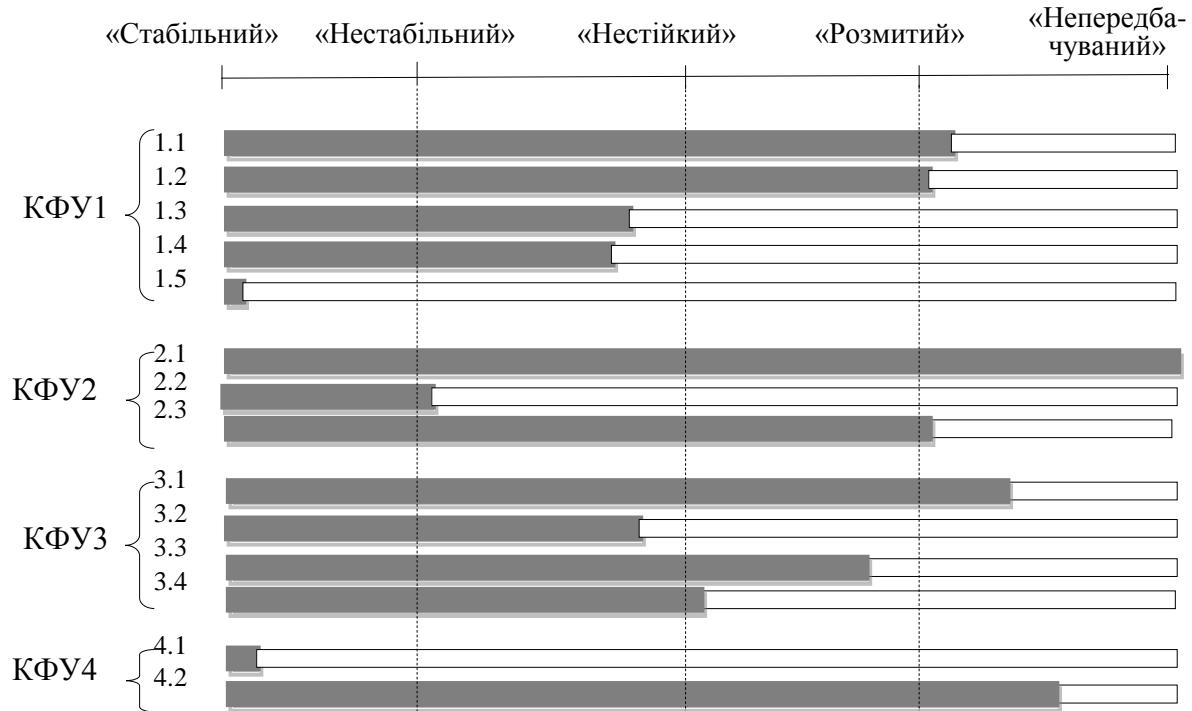 «Стабільний» «Нестабільний» «Нестійкий» «Розмитий» «Непередба-
чуваний»
КФУ1
1.1
1.2
1.3
1.4
1.5
КФУ2
2.1
2.2
2.3
КФУ3
3.1
3.2
3.3
3.4
КФУ4
4.1
4.2